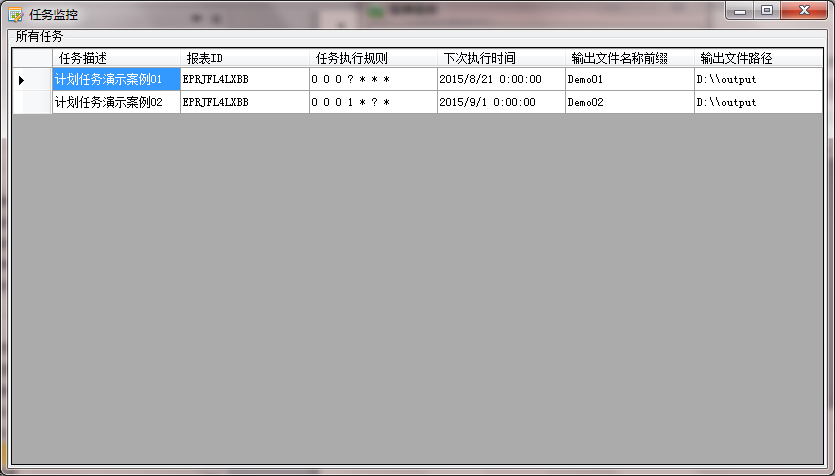 任务监控
所有任务
任务描述 报表ID 任务执行规则 下次执行时间 输出文件名称前缀 输出文件路径
计划任务演示案例01 EPRJFL4LXBB 0 0 0 ? * * * 2015/8/21 0:00:00 Demo01 D:\\output
计划任务演示案例02 EPRJFL4LXBB 0 0 0 1 * ? * 2015/9/1 0:00:00 Demo02 D:\\output